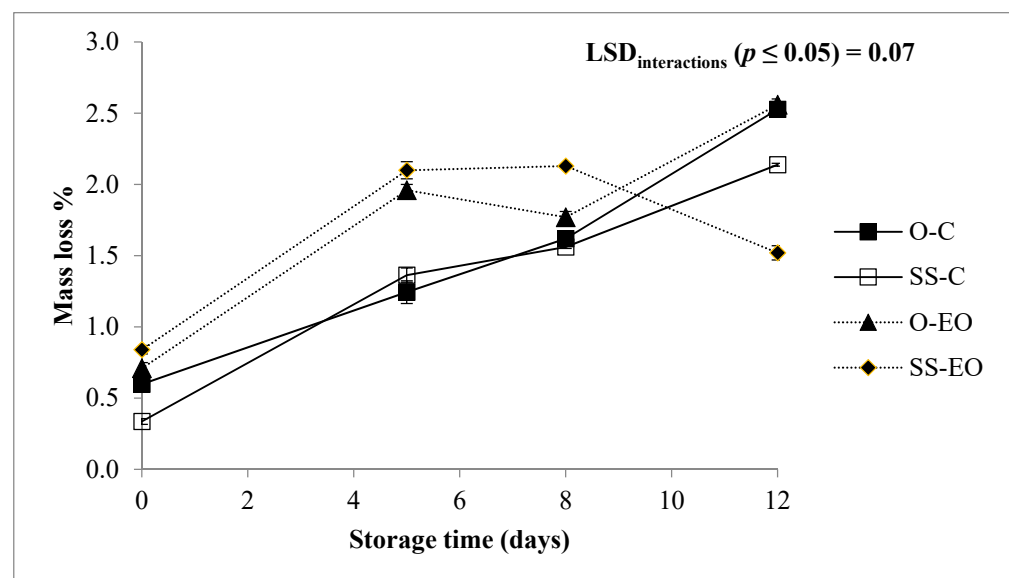 LSDinteractions (p ≤ 0.05) = 0.07
3.0
2.5
2.0
1.5
1.0
0.5
0.0
Mass loss %
0 2 4 6 8 10 12
Storage time (days)
O-C
SS-C
O-EO
SS-EO